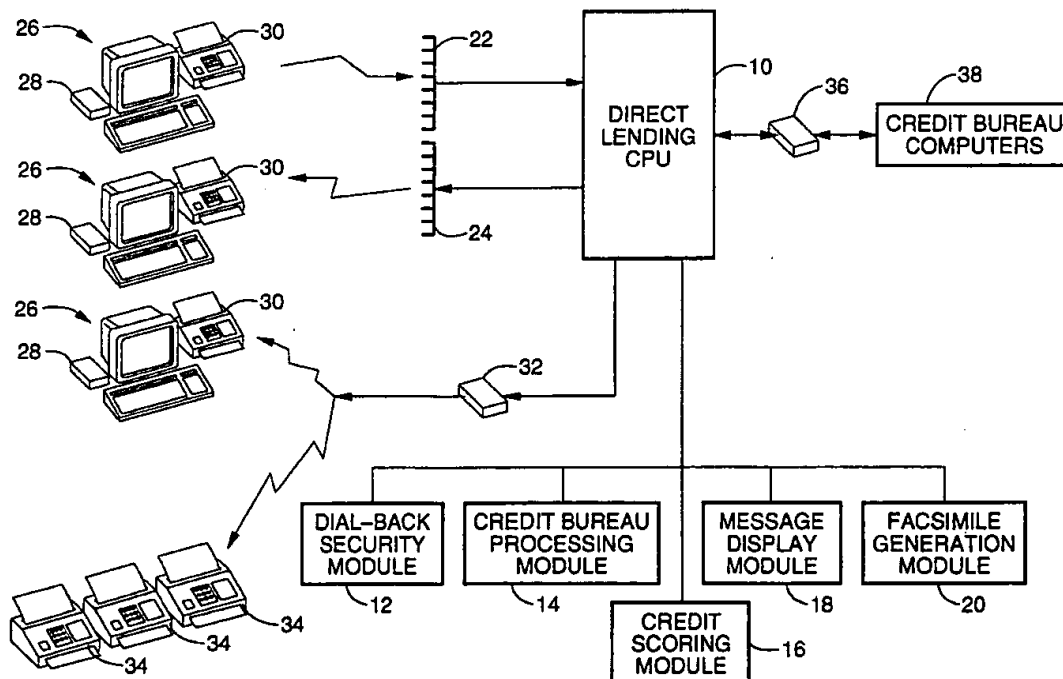 26
30
28
22
10
DIRECT
LENDING
CPU
36
38
CREDIT BUREAU
COMPUTERS
26
30
28
24
26
30
28
32
DIAL–BACK
SECURITY
MODULE
12
CREDIT BUREAU
PROCESSING
MODULE
14
MESSAGE
DISPLAY
MODULE
18
FACSIMILE
GENERATION
MODULE
20
CREDIT
SCORING
MODULE
16
34
34
34